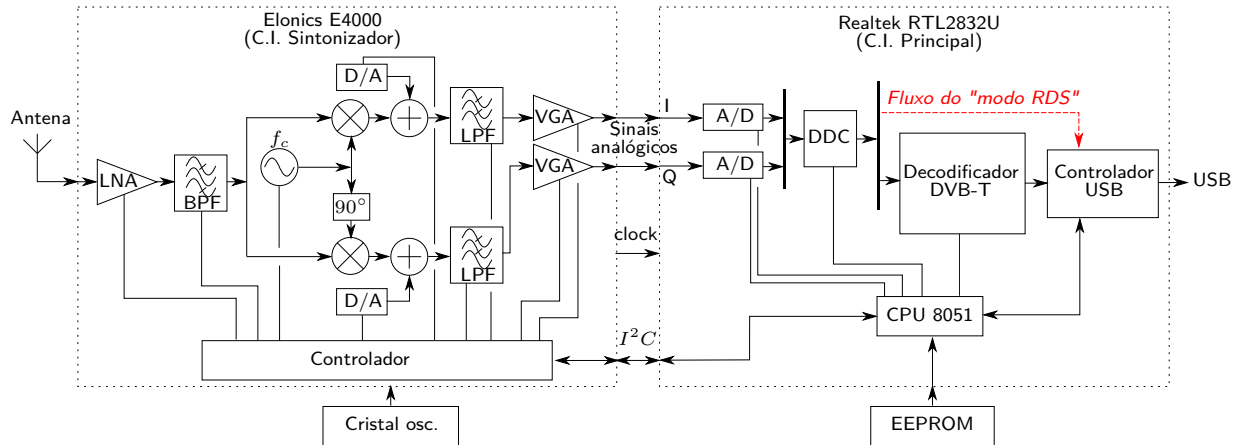 Elonics E4000
(C.I. Sintonizador)
Realtek RTL2832U
(C.I. Principal)
Antena
LNA
BPF
f_c
90°
D/A
D/A
LPF
LPF
VGA
VGA
I
Sinais
analógicos
Q
clock
I²C
A/D
A/D
DDC
Fluxo do "modo RDS"
Decodificador
DVB-T
Controlador
USB
USB
CPU 8051
Controlador
Cristal osc.
EEPROM